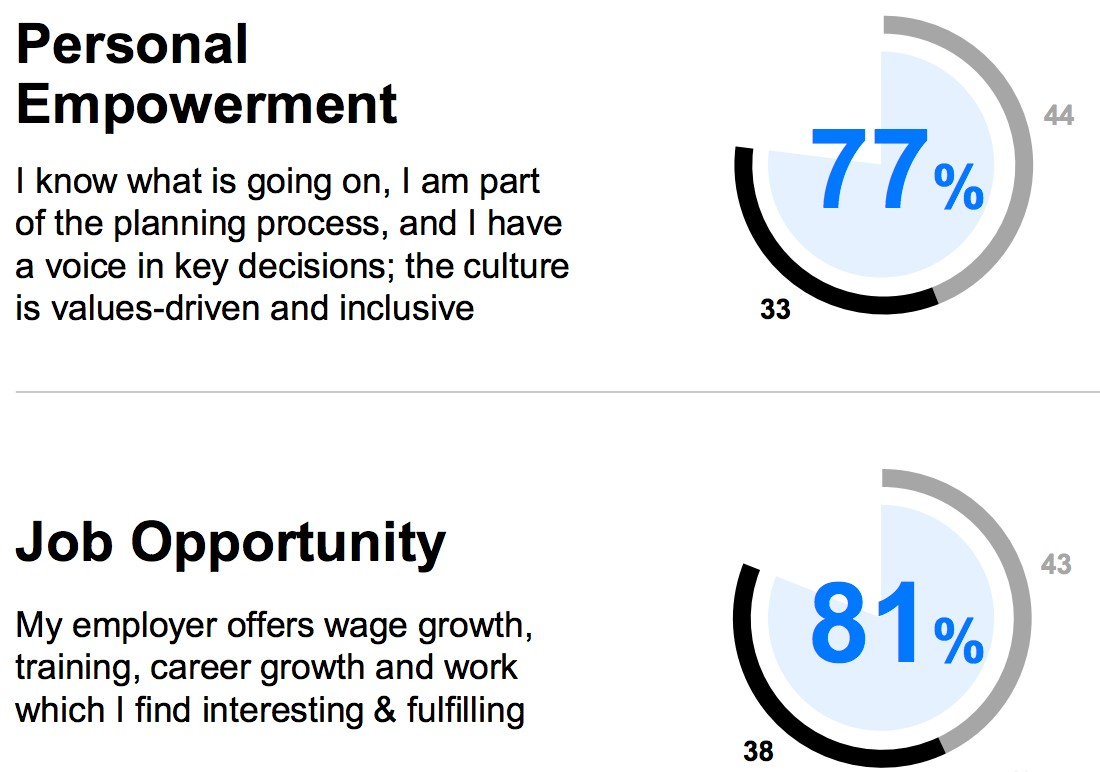 Personal
Empowerment
I know what is going on, I am part
of the planning process, and I have
a voice in key decisions; the culture
is values-driven and inclusive
77%
44
33
Job Opportunity
My employer offers wage growth,
training, career growth and work
which I find interesting & fulfilling
81%
43
38